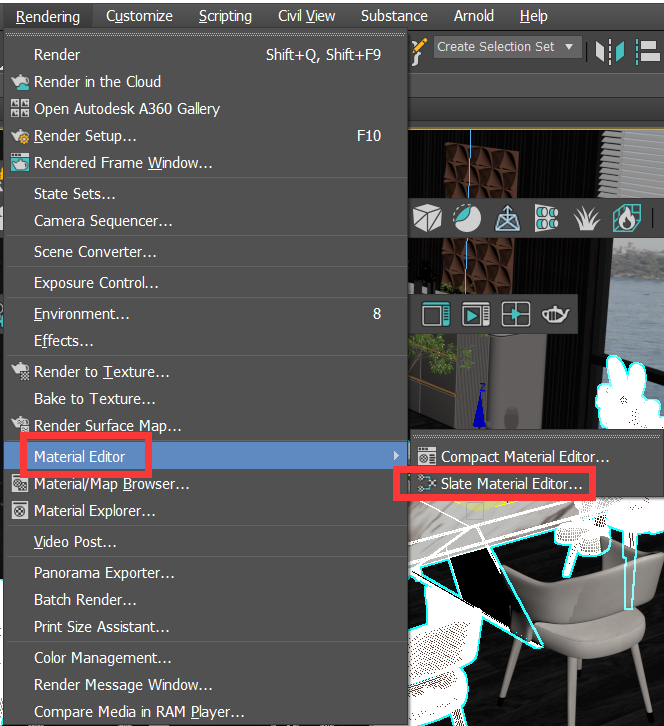 Rendering Customize Scripting Civil View Substance Arnold Help
Create Selection Set
Render Shift+Q, Shift+F9
Render in the Cloud
Open Autodesk A360 Gallery
Render Setup... F10
Rendered Frame Window...
State Sets...
Camera Sequencer...
Scene Converter...
Exposure Control...
Environment... 8
Effects...
Render to Texture...
Bake to Texture...
Render Surface Map...
Material Editor
Compact Material Editor...
Slate Material Editor...
Material/Map Browser...
Material Explorer...
Video Post...
Panorama Exporter...
Batch Render...
Print Size Assistant...
Color Management...
Render Message Window...
Compare Media in RAM Player...
z